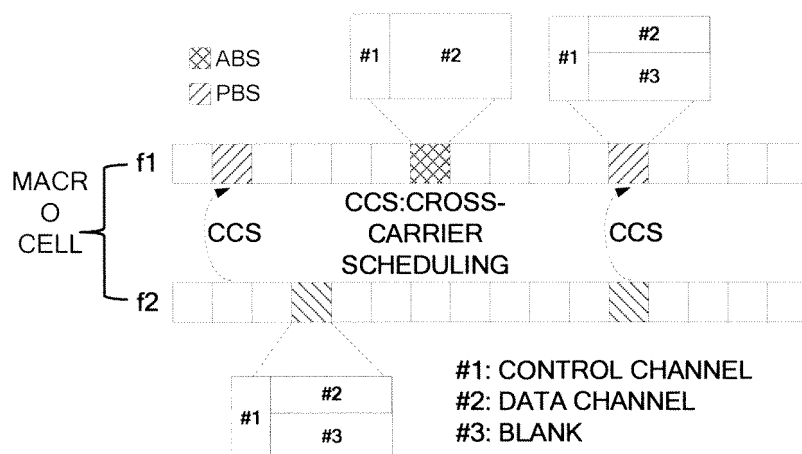 ABS
PBS
#1
#2
#1
#2
#3
f1
MACR
O
CELL
CCS
CCS:CROSS-
CARRIER
SCHEDULING
CCS
f2
#1
#2
#3
#1: CONTROL CHANNEL
#2: DATA CHANNEL
#3: BLANK